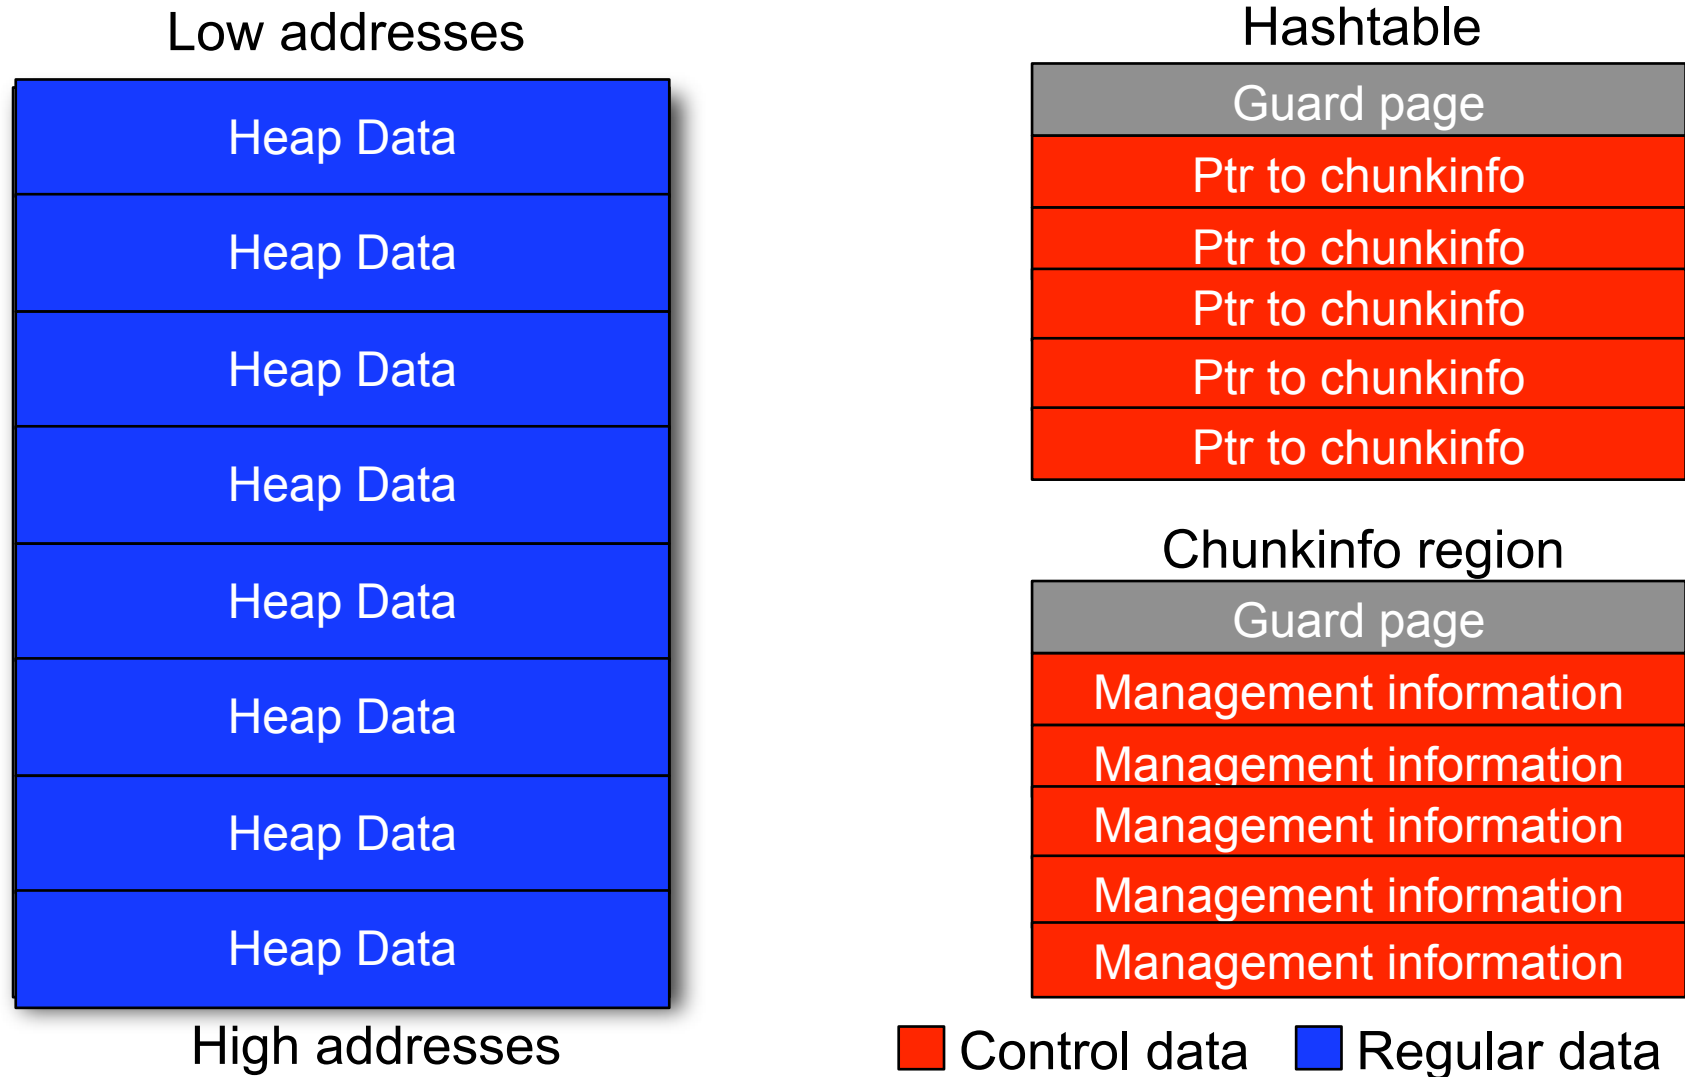 Low addresses
Heap Data
Heap Data
Heap Data
Heap Data
Heap Data
Heap Data
Heap Data
Heap Data
High addresses
Hashtable
Guard page
Ptr to chunkinfo
Ptr to chunkinfo
Ptr to chunkinfo
Ptr to chunkinfo
Ptr to chunkinfo
Chunkinfo region
Guard page
Management information
Management information
Management information
Management information
Management information
Control data
Regular data